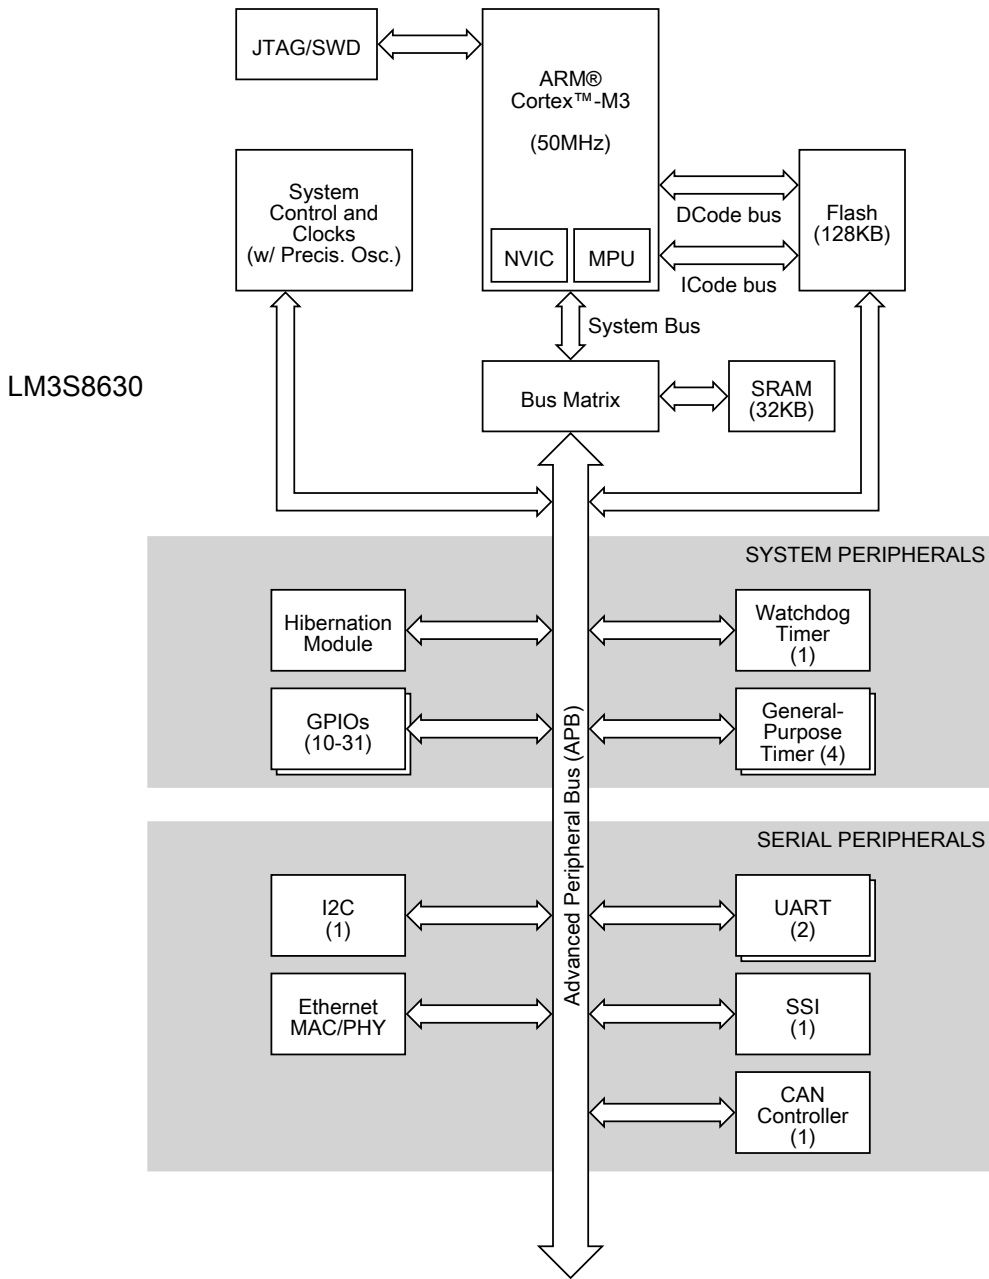 JTAG/SWD
ARM®
Cortex™-M3
(50MHz)
System
Control and
Clocks
(w/ Precis. Osc.)
NVIC
MPU
DCode bus
ICode bus
Flash
(128KB)
System Bus
LM3S8630
Bus Matrix
SRAM
(32KB)
SYSTEM PERIPHERALS
Hibernation
Module
Watchdog
Timer
(1)
GPIOs
(10-31)
General-
Purpose
Timer (4)
Advanced Peripheral Bus (APB)
SERIAL PERIPHERALS
I2C
(1)
UART
(2)
Ethernet
MAC/PHY
SSI
(1)
CAN
Controller
(1)